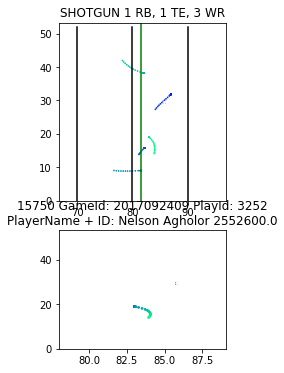 SHOTGUN 1 RB, 1 TE, 3 WR
50
40
30
20
10
0
70 80 90
15750 GameId: 2017092409 PlayId: 3252
PlayerName + ID: Nelson Agholor 2552600.0
40
20
0
80.0 82.5 85.0 87.5